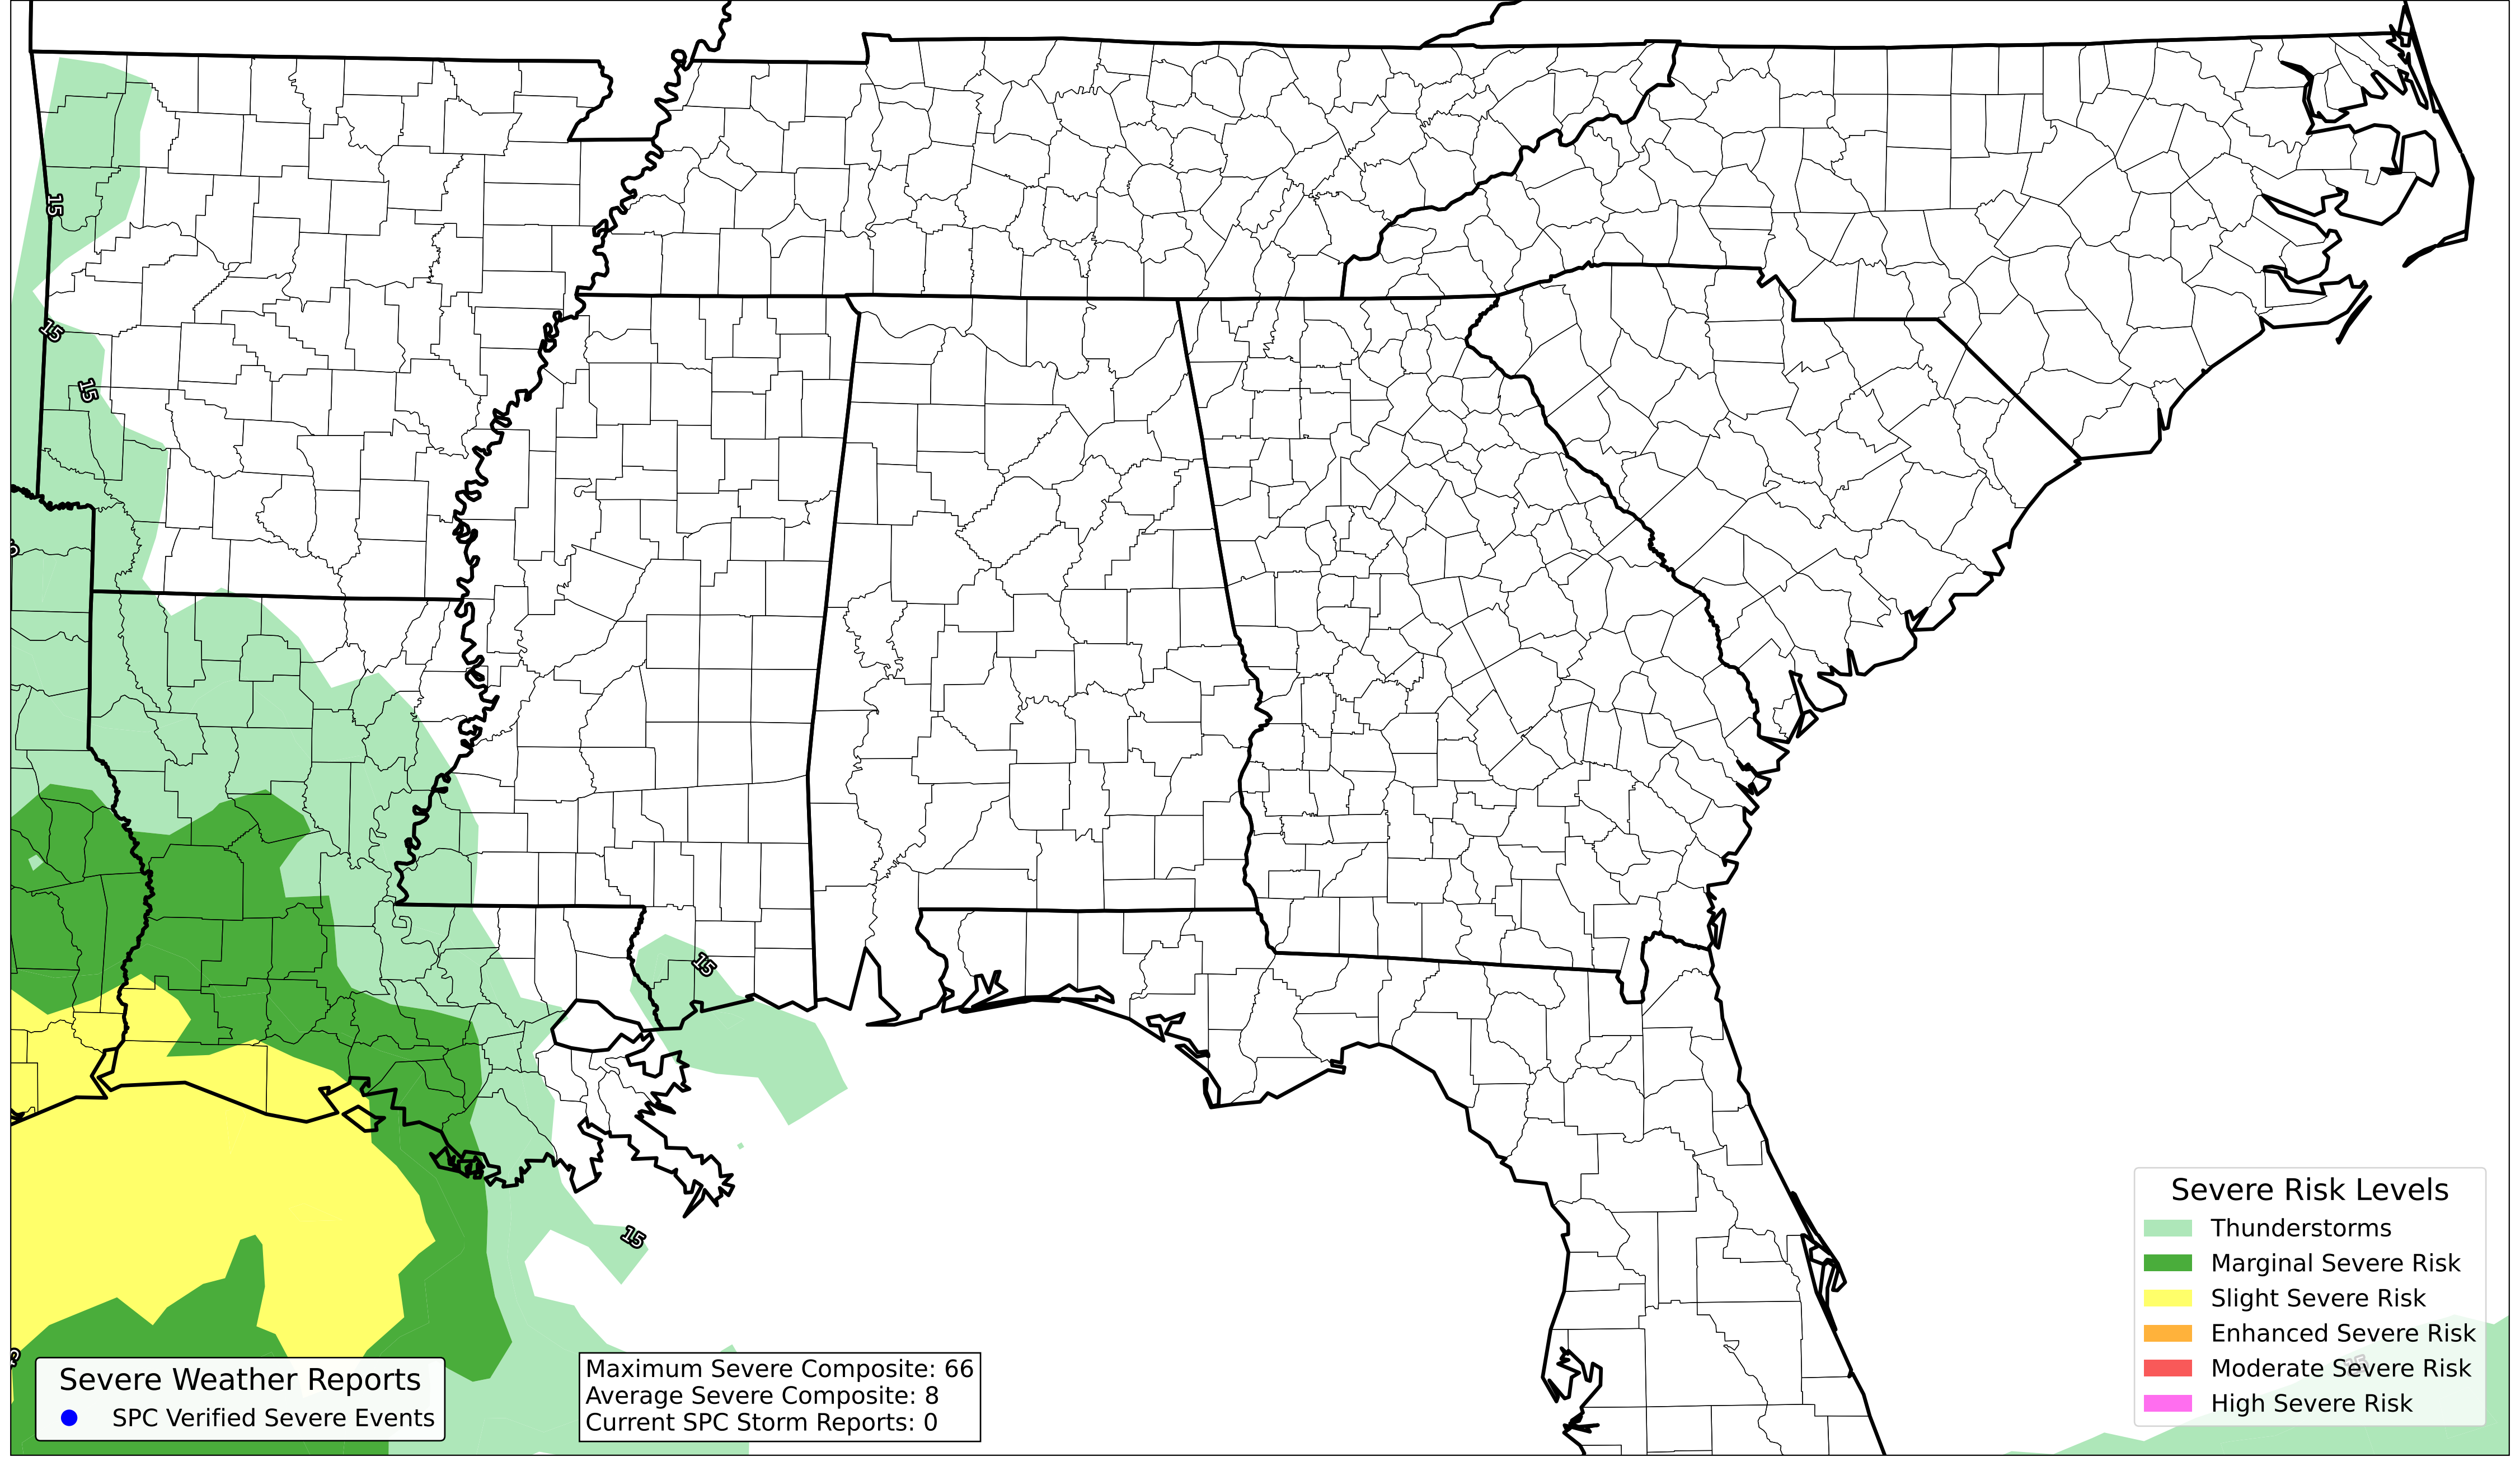 15
15
15
15
15
Severe Weather Reports
SPC Verified Severe Events
Maximum Severe Composite: 66
Average Severe Composite: 8
Current SPC Storm Reports: 0
Severe Risk Levels
Thunderstorms
Marginal Severe Risk
Slight Severe Risk
Enhanced Severe Risk
Moderate Severe Risk
High Severe Risk